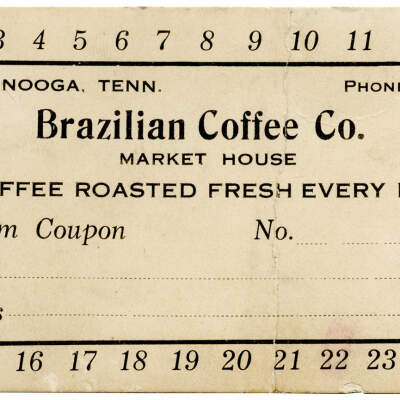 3 4 5 6 7 8 9 10 11
NOOGA, TENN. PHON
Brazilian Coffee Co.
MARKET HOUSE
FFEE ROASTED FRESH EVERY
m Coupon No.
s
16 17 18 19 20 21 22 23